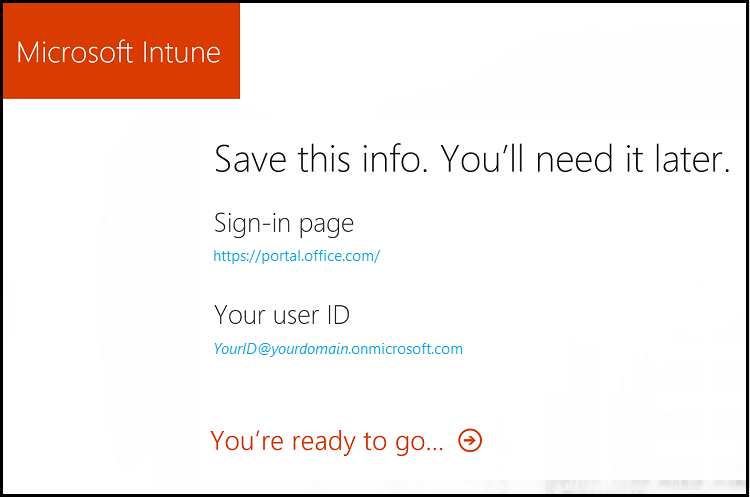 Microsoft Intune
Save this info. You’ll need it later.
Sign-in page
https://portal.office.com/
Your user ID
YourID@yourdomain.onmicrosoft.com
You’re ready to go...